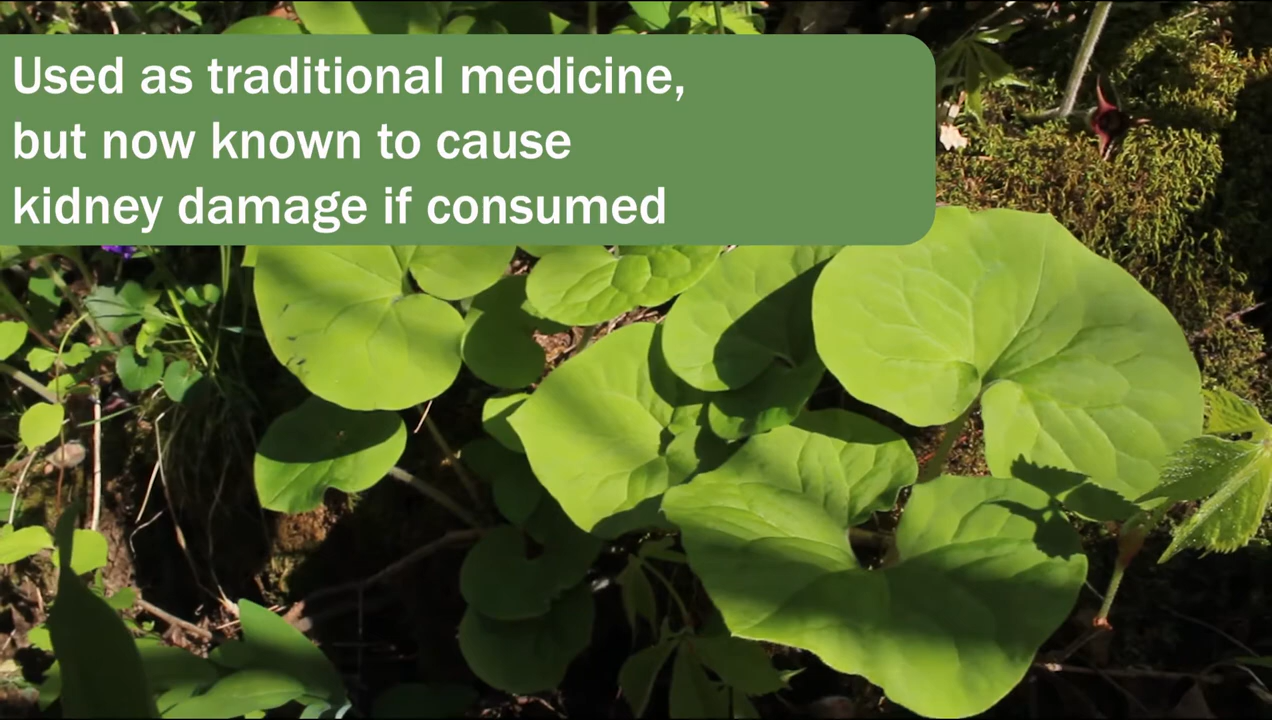 Used as traditional medicine,
but now known to cause
kidney damage if consumed